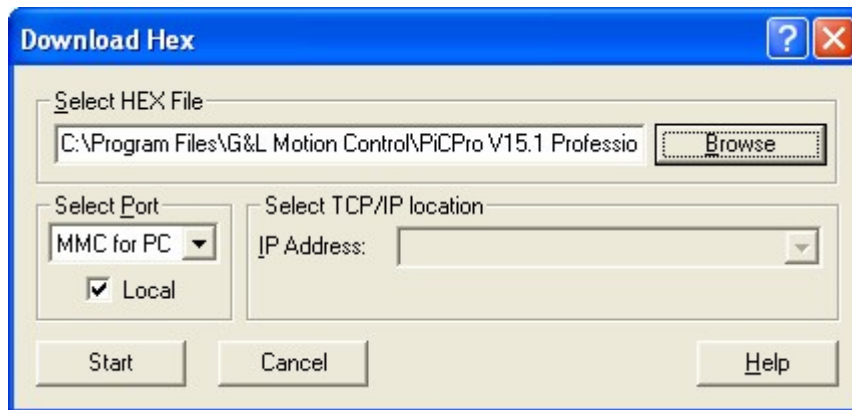 Download Hex
Select HEX File
C:\Program Files\G&L Motion Control\PiCPro V15.1 Professio
Browse
Select Port
Select TCP/IP location
MMC for PC
IP Address:
Local
Start
Cancel
Help